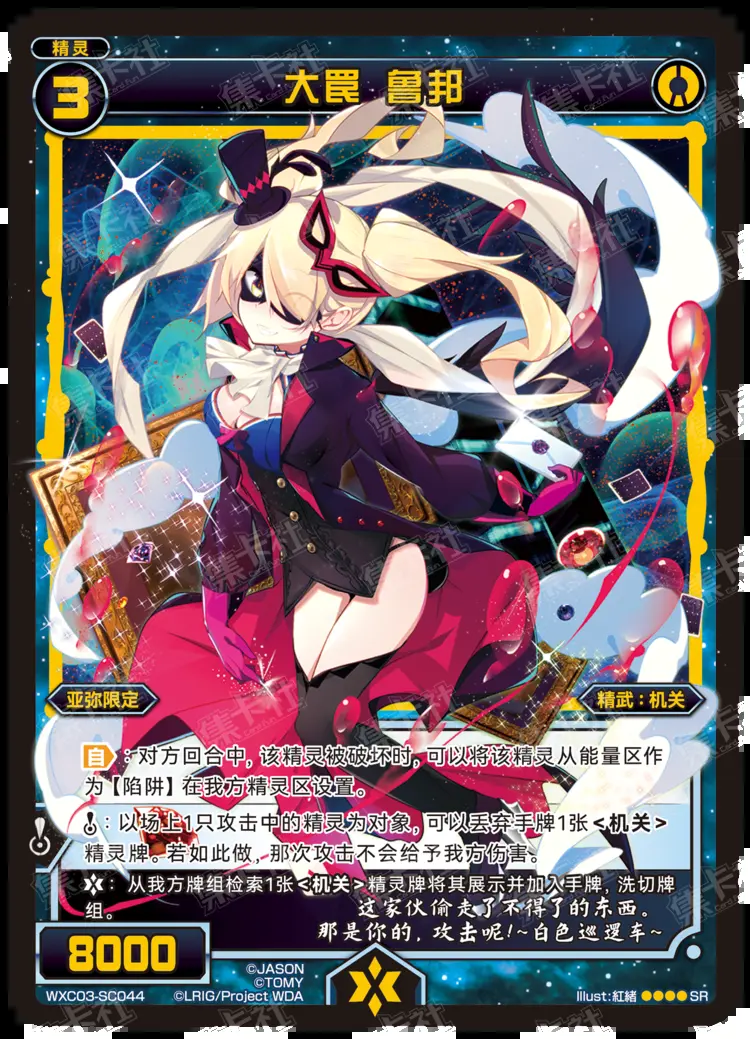 精灵
3
大罠 鲁邦
亚弥限定
精武：机关
自：对方回合中，该精灵被破坏时，可以将该精灵从能量区作
为【陷阱】在我方精灵区设置。
：以场上1只攻击中的精灵为对象，可以丢弃手牌1张<机关>
精灵牌。若如此做，那次攻击不会给予我方伤害。
：从我方牌组检索1张<机关>精灵牌将其展示并加入手牌，洗切牌
组。
这家伙偷走了不得了的东西。
那是你的，攻击呢!~白色巡逻车~
8000
©JASON
©TOMY
WXC03-SC044 ©LRIG/Project WDA
Illust:紅緒 SR
集卡社